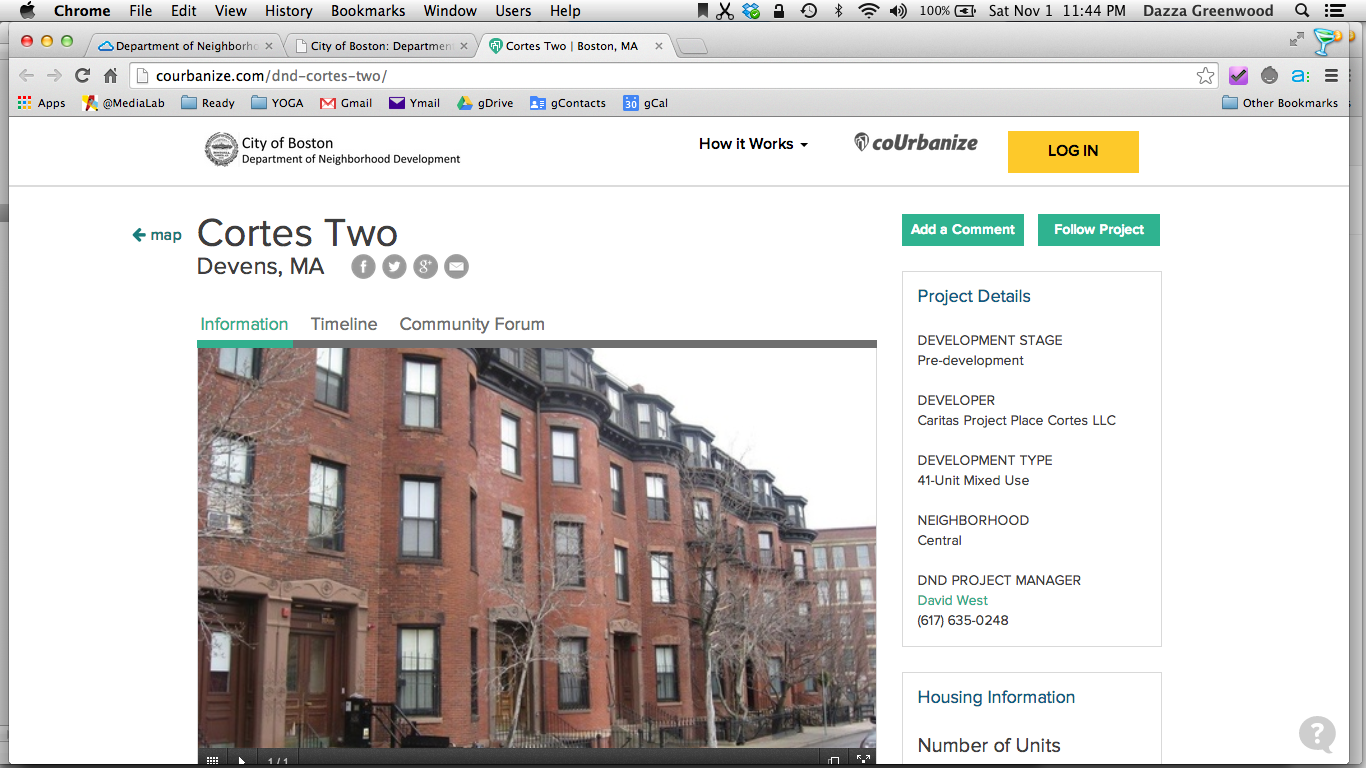 Chrome File Edit View History Bookmarks Window Users Help 100% Sat Nov 1 11:44 PM Dazza Greenwood
Department of Neighborho City of Boston: Department Cortes Two | Boston, MA
courbanize.com/dnd-cortes-two/ a:
Apps @MediaLab Ready YOGA Gmail Ymail gDrive gContacts 30 gCal Other Bookmarks
City of Boston
Department of Neighborhood Development
How it Works
coUrbanize
LOG IN
map
Cortes Two
Devens, MA
f g+
Add a Comment Follow Project
Information Timeline Community Forum
1 / 1
Project Details
DEVELOPMENT STAGE
Pre-development
DEVELOPER
Caritas Project Place Cortes LLC
DEVELOPMENT TYPE
41-Unit Mixed Use
NEIGHBORHOOD
Central
DND PROJECT MANAGER
David West
(617) 635-0248
Housing Information
Number of Units
?